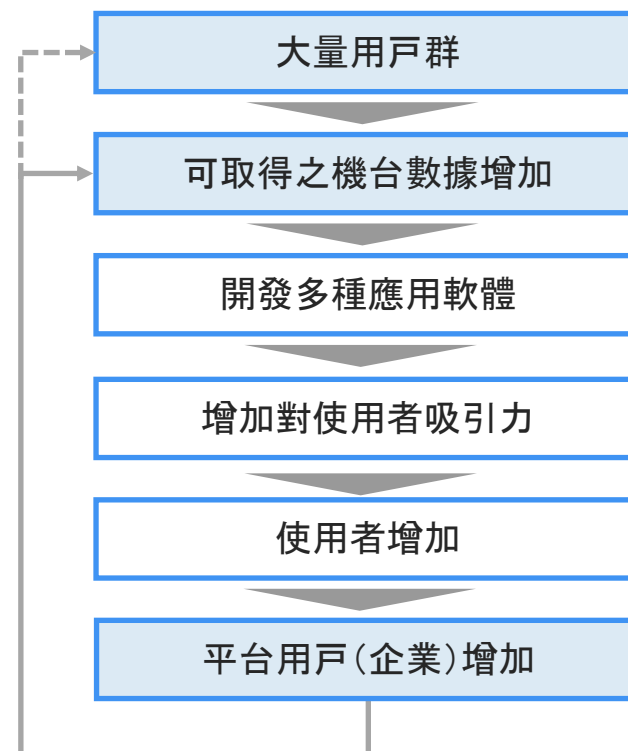 大量用戸群
可取得之機台數據增加
開發多種應用軟體
增加對使用者吸引力
使用者增加
平台用戸(企業)增加